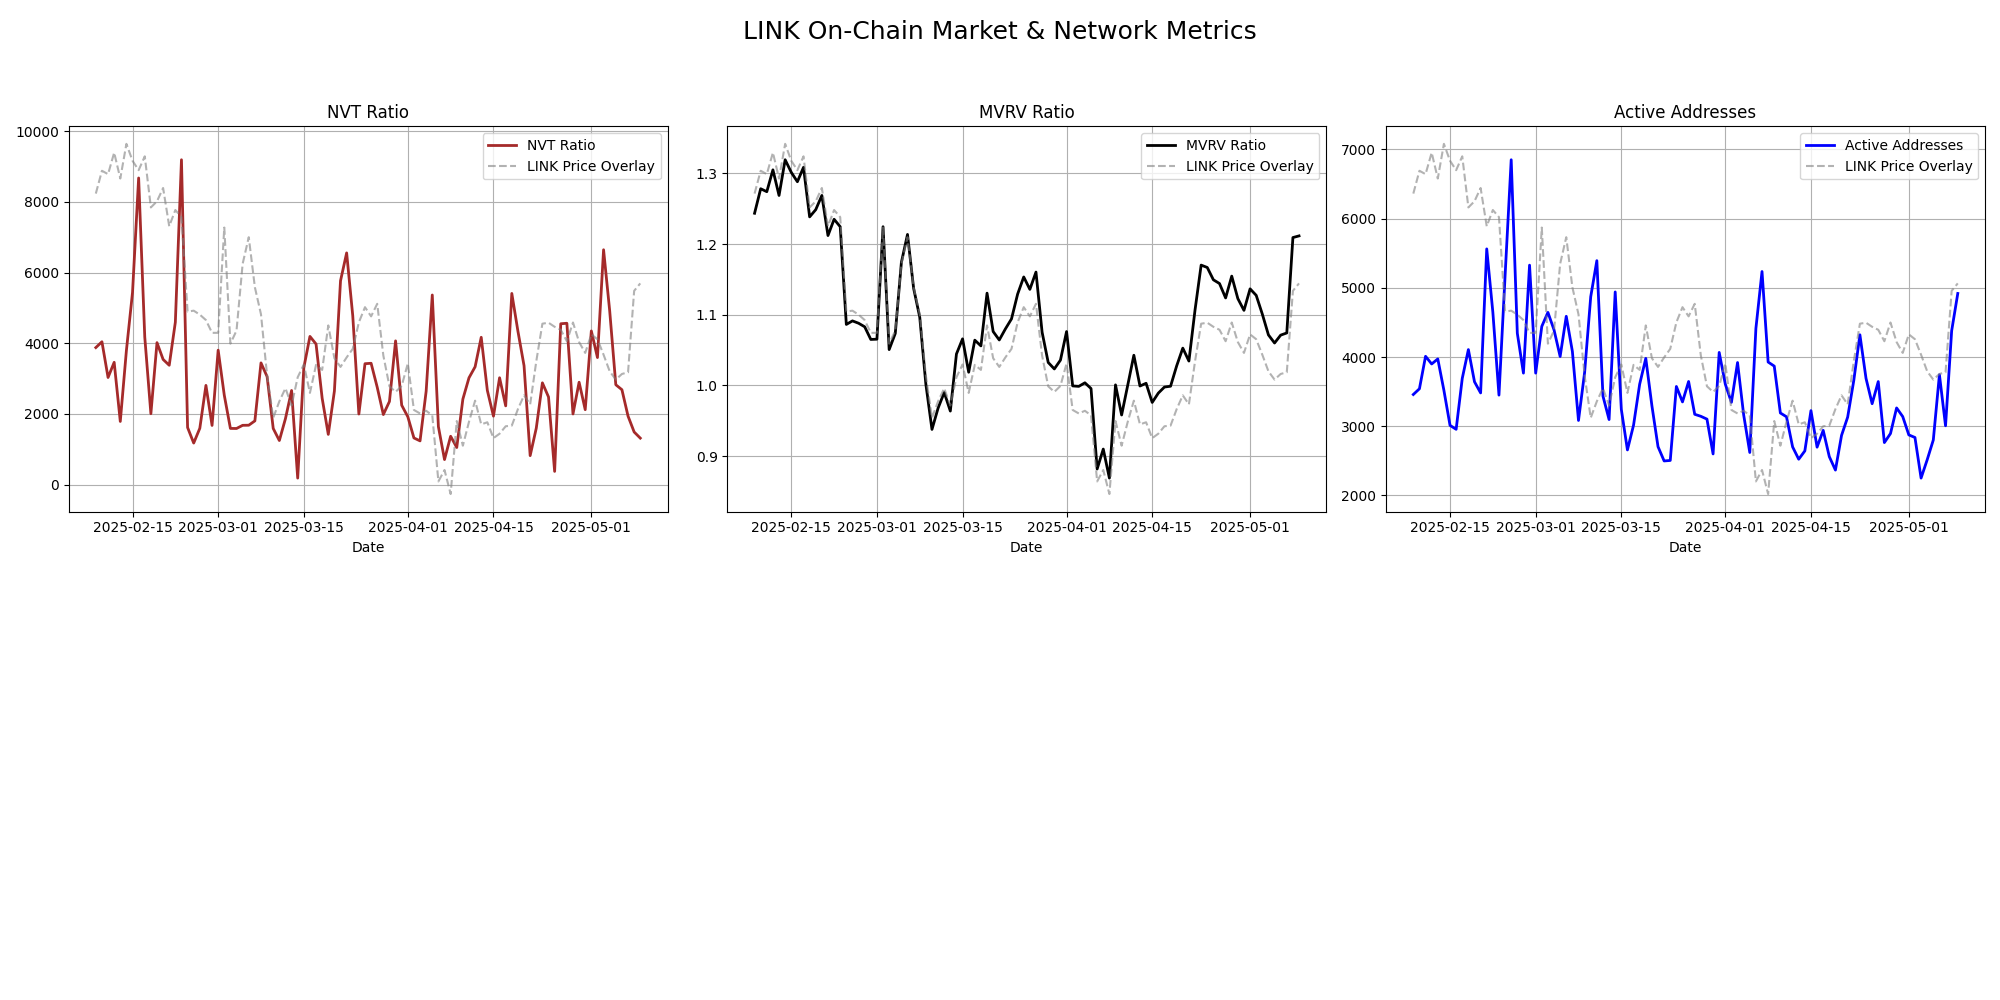 LINK On-Chain Market & Network Metrics
NVT Ratio
10000
8000
6000
4000
2000
0
NVT Ratio
LINK Price Overlay
2025-02-15 2025-03-01 2025-03-15 2025-04-01 2025-04-15 2025-05-01
Date
MVRV Ratio
1.3
1.2
1.1
1.0
0.9
MVRV Ratio
LINK Price Overlay
2025-02-15 2025-03-01 2025-03-15 2025-04-01 2025-04-15 2025-05-01
Date
Active Addresses
7000
6000
5000
4000
3000
2000
Active Addresses
LINK Price Overlay
2025-02-15 2025-03-01 2025-03-15 2025-04-01 2025-04-15 2025-05-01
Date